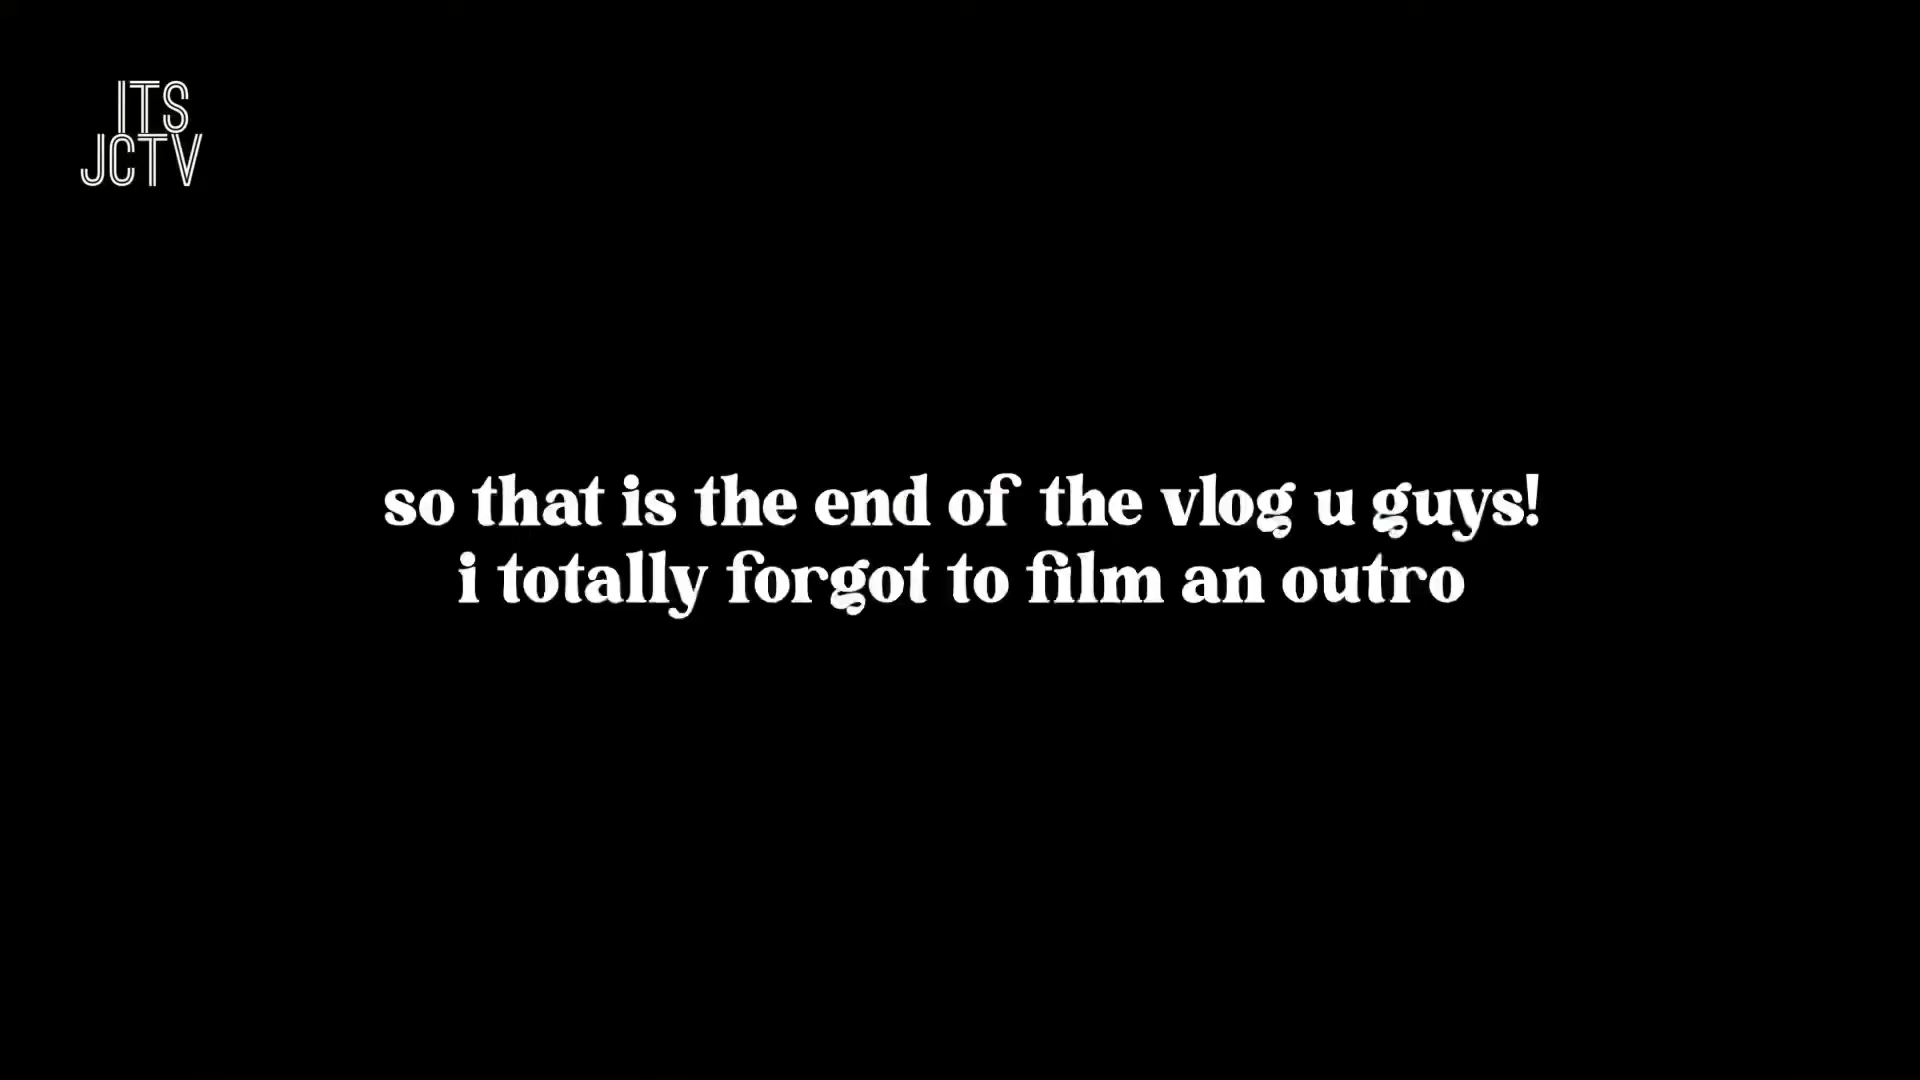 ITS
JCTV
so that is the end of the vlog u guys!
i totally forgot to film an outro